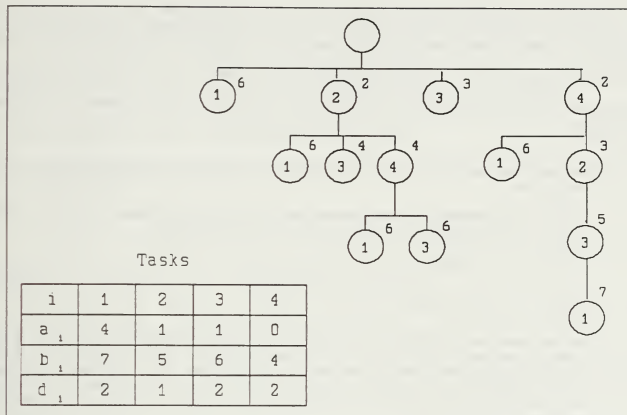 6 2 3 2
1 2 3 4
6 4 4 6 3
1 3 4 1 2
6 6 5
1 3 3
Tasks
7
1
i 1 2 3 4
a i 4 1 1 0
b i 7 5 6 4
d i 2 1 2 2